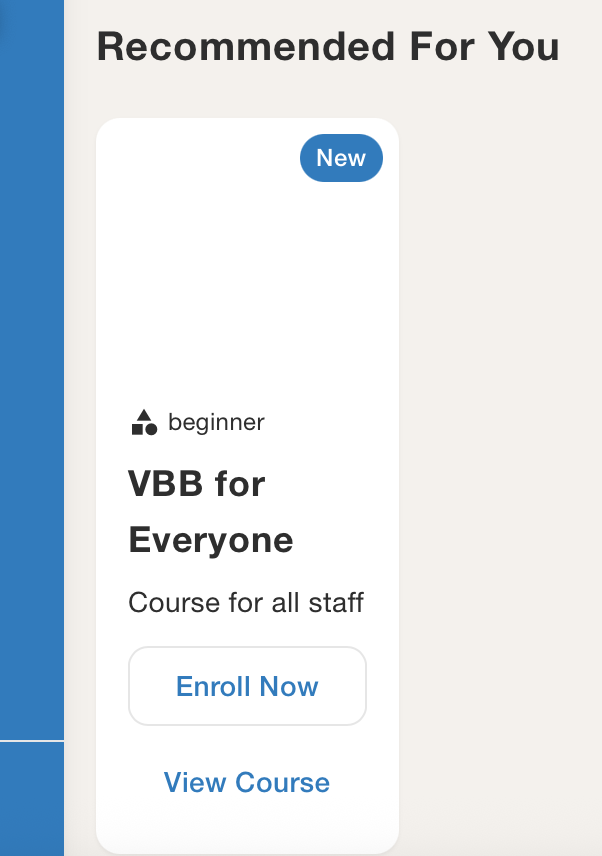 Recommended For You
New
beginner
VBB for
Everyone
Course for all staff
Enroll Now
View Course